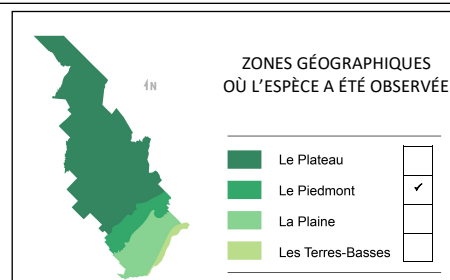 ZONES GÉOGRAPHIQUES
OÙ L'ESPÈCE A ÉTÉ OBSERVÉE
N
Le Plateau
Le Piedmont ✓
La Plaine
Les Terres-Basses